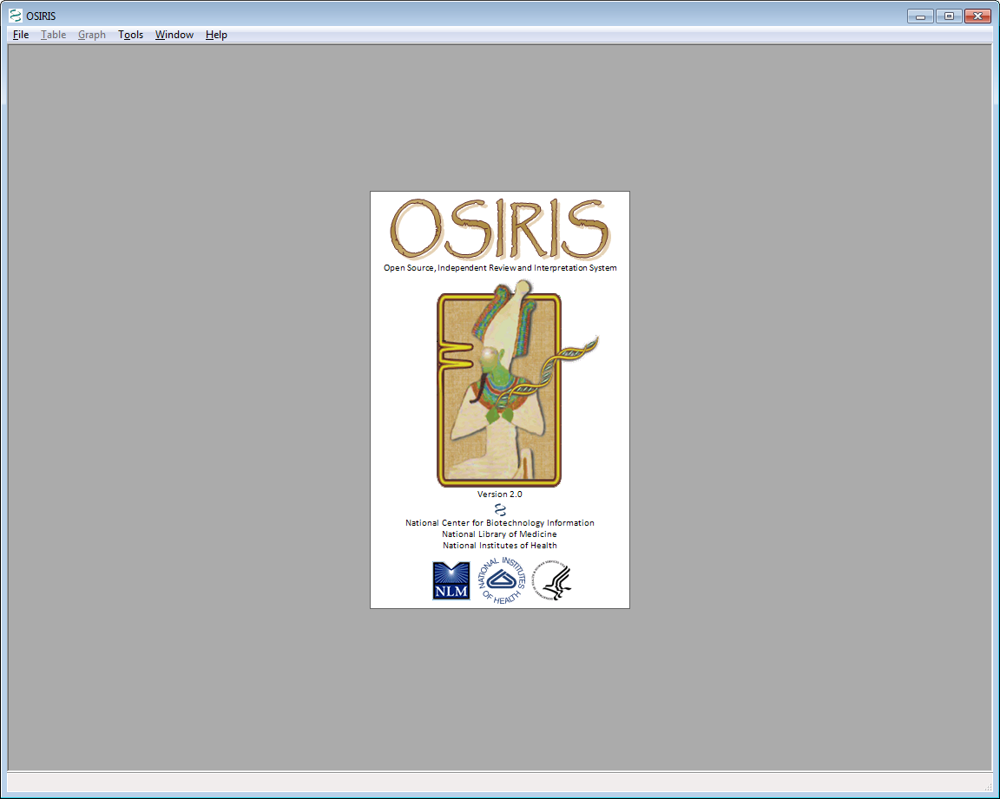 OSIRIS
File Table Graph Tools Window Help
OSIRIS
Open Source, Independent Review and Interpretation System
Version 2.0
National Center for Biotechnology Information
National Library of Medicine
National Institutes of Health
NLM
NATIONAL INSTITUTES OF HEALTH